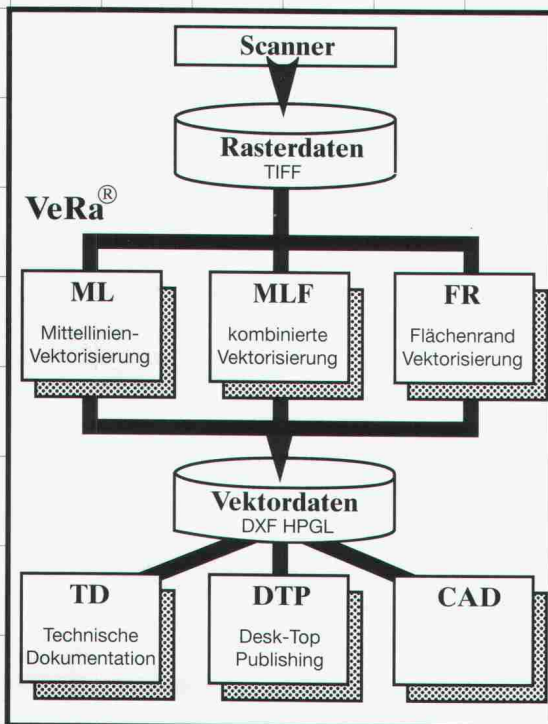 Scanner
Rasterdaten
TIFF
VeRa®
ML
Mittellinien-
Vektorisierung
MLF
kombinierte
Vektorisierung
FR
Flächenrand
Vektorisierung
Vektordaten
DXF HPGL
TD
Technische
Dokumentation
DTP
Desk-Top
Publishing
CAD